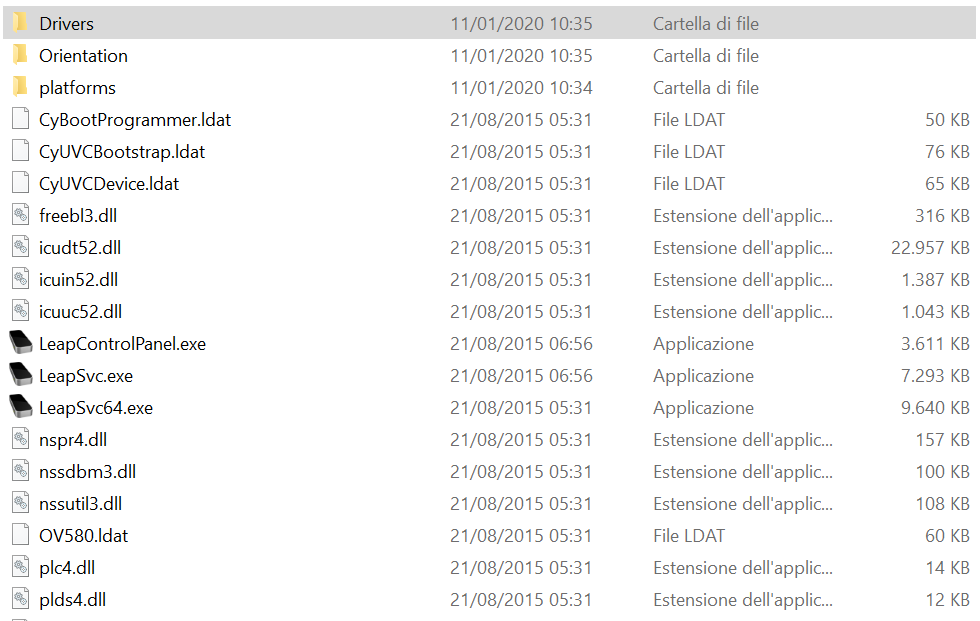 Drivers 11/01/2020 10:35 Cartella di file
Orientation 11/01/2020 10:35 Cartella di file
platforms 11/01/2020 10:34 Cartella di file
CyBootProgrammer.ldat 21/08/2015 05:31 File LDAT 50 KB
CyUVCBootstrap.ldat 21/08/2015 05:31 File LDAT 76 KB
CyUVCDevice.ldat 21/08/2015 05:31 File LDAT 65 KB
freebl3.dll 21/08/2015 05:31 Estensione dell'applic... 316 KB
icudt52.dll 21/08/2015 05:31 Estensione dell'applic... 22.957 KB
icuin52.dll 21/08/2015 05:31 Estensione dell'applic... 1.387 KB
icuuc52.dll 21/08/2015 05:31 Estensione dell'applic... 1.043 KB
LeapControlPanel.exe 21/08/2015 06:56 Applicazione 3.611 KB
LeapSvc.exe 21/08/2015 06:56 Applicazione 7.293 KB
LeapSvc64.exe 21/08/2015 05:31 Applicazione 9.640 KB
nspr4.dll 21/08/2015 05:31 Estensione dell'applic... 157 KB
nssdbm3.dll 21/08/2015 05:31 Estensione dell'applic... 100 KB
nssutil3.dll 21/08/2015 05:31 Estensione dell'applic... 108 KB
OV580.ldat 21/08/2015 05:31 File LDAT 60 KB
plc4.dll 21/08/2015 05:31 Estensione dell'applic... 14 KB
plds4.dll 21/08/2015 05:31 Estensione dell'applic... 12 KB